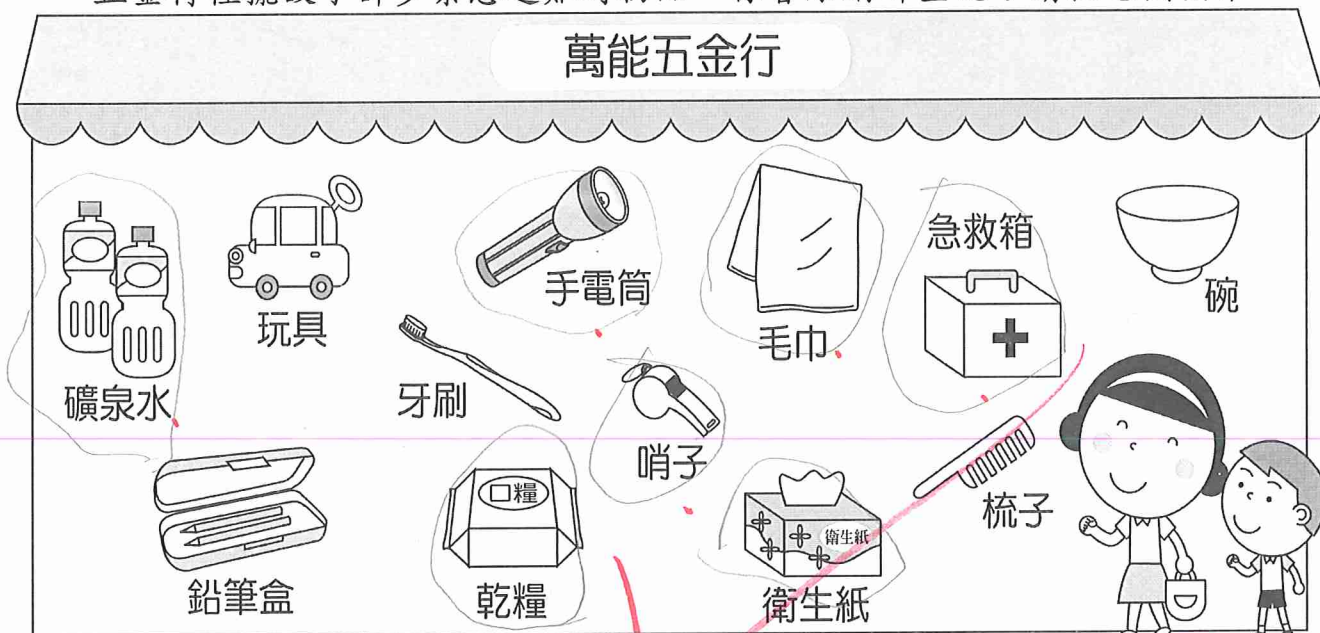 萬能五金行
急救箱
手電筒
碗
玩具
毛巾
礦泉水
牙刷
哨子
口糧
梳子
衛生紙
鉛筆盒
乾糧
衛生紙